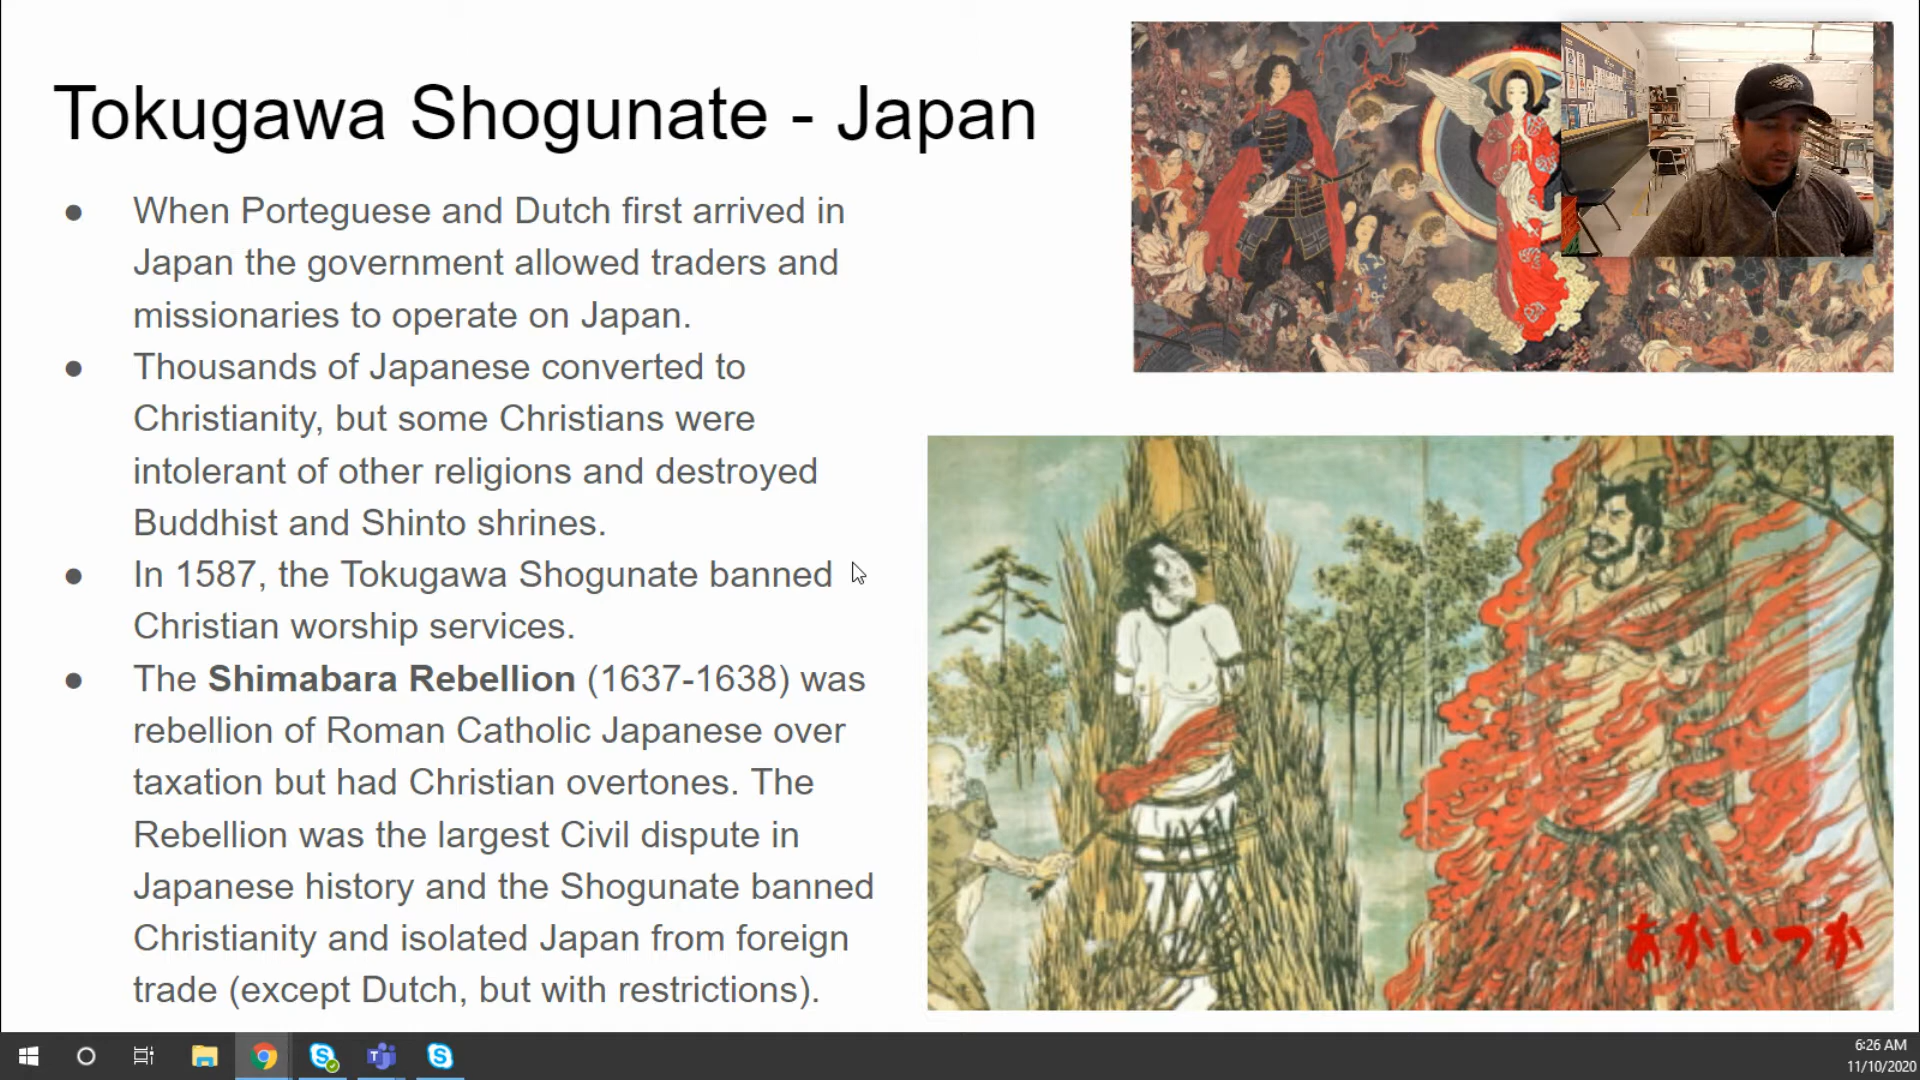 Tokugawa Shogunate - Japan
● When Porteguese and Dutch first arrived in
Japan the government allowed traders and
missionaries to operate on Japan.
● Thousands of Japanese converted to
Christianity, but some Christians were
intolerant of other religions and destroyed
Buddhist and Shinto shrines.
● In 1587, the Tokugawa Shogunate banned
Christian worship services.
● The Shimabara Rebellion (1637-1638) was
rebellion of Roman Catholic Japanese over
taxation but had Christian overtones. The
Rebellion was the largest Civil dispute in
Japanese history and the Shogunate banned
Christianity and isolated Japan from foreign
trade (except Dutch, but with restrictions).
あかいつか
6:26 AM
11/10/2020